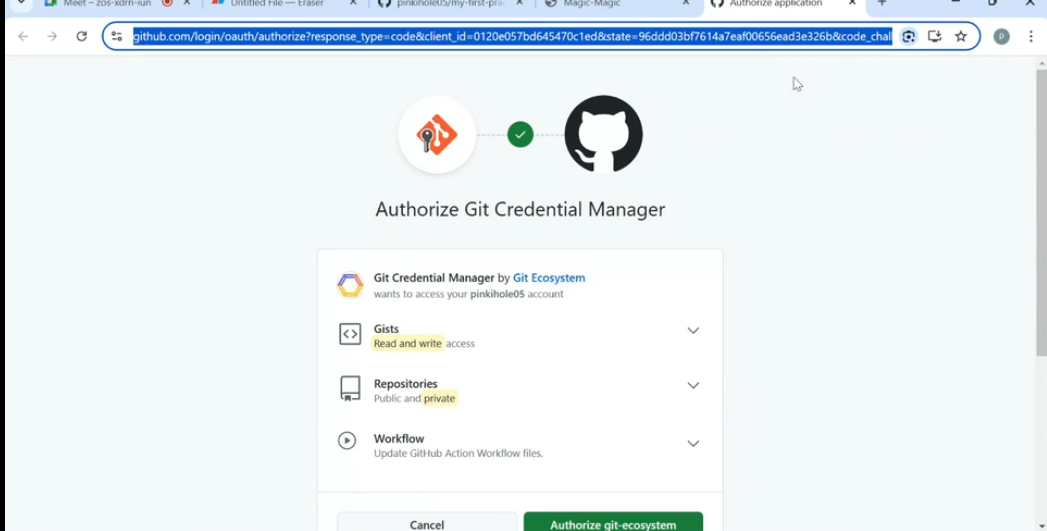 Meet – zos-xdrh-iun
Untitled File — Eraser
pinkihole05/my-first-pra
Magic-Magic
Authorize application
github.com/login/oauth/authorize?response_type=code&client_id=0120e057bd645470c1ed&state=96ddd03bf7614a7eaf00656ead3e326b&code_chal
P
Authorize Git Credential Manager
Git Credential Manager by Git Ecosystem
wants to access your pinkihole05 account
Gists
Read and write access
Repositories
Public and private
Workflow
Update GitHub Action Workflow files.
Cancel
Authorize git-ecosystem